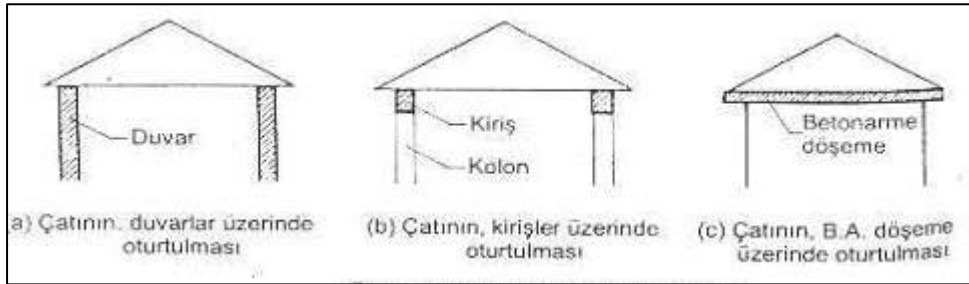 Duvar
(a) Çatının. duvarlar üzerinde
oturtulması
Kiriş
Kolon
(b) Çatının, kirişler üzerinde
oturtulması
Betonarme
döşeme
(c) Çatının, B.A. döşeme
üzerinde oturtulması